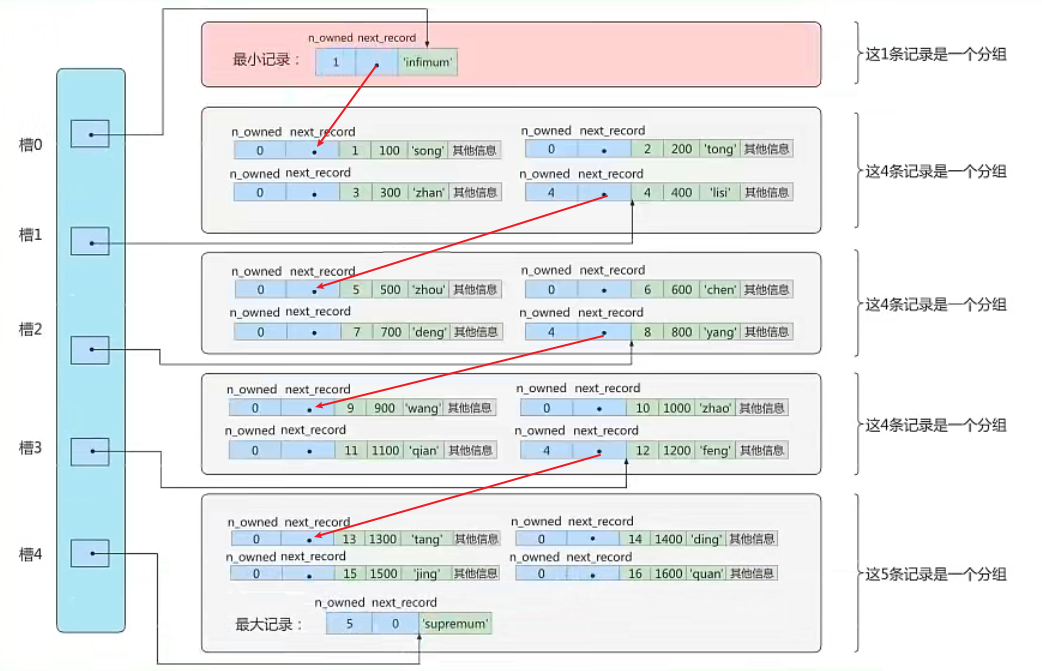 n_owned next_record
最小记录： 1 'infimum' 这1条记录是一个分组
槽0
n_owned next_record n_owned next_record
0 1 100 'song' 其他信息 0 2 200 'tong' 其他信息
n_owned next_record n_owned next_record
0 3 300 'zhan' 其他信息 4 4 400 'lisi' 其他信息
这4条记录是一个分组
槽1
n_owned next_record n_owned next_record
0 5 500 'zhou' 其他信息 0 6 600 'chen' 其他信息
n_owned next_record n_owned next_record
0 7 700 'deng' 其他信息 4 8 800 'yang' 其他信息
这4条记录是一个分组
槽2
n_owned next_record n_owned next_record
0 9 900 'wang' 其他信息 0 10 1000 'zhao' 其他信息
n_owned next_record n_owned next_record
0 11 1100 'qian' 其他信息 4 12 1200 'feng' 其他信息
这4条记录是一个分组
槽3
n_owned next_record n_owned next_record
0 13 1300 'tang' 其他信息 0 14 1400 'ding' 其他信息
n_owned next_record n_owned next_record
0 15 1500 'jing' 其他信息 0 16 1600 'quan' 其他信息
这5条记录是一个分组
槽4
n_owned next_record
最大记录： 5 0 'supremum'